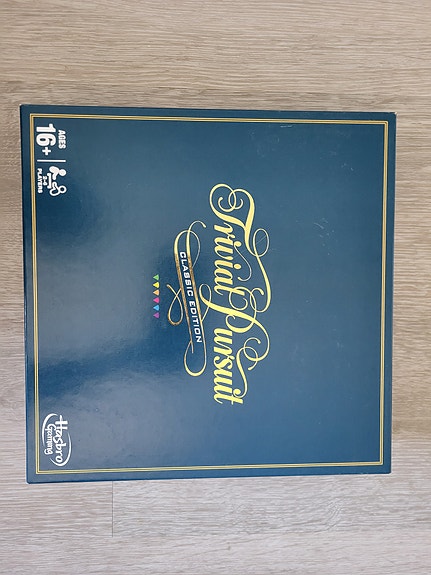 Trivial Pursuit
CLASSIC EDITION
AGES
16+
2-6
PLAYERS
Hasbro
Gaming